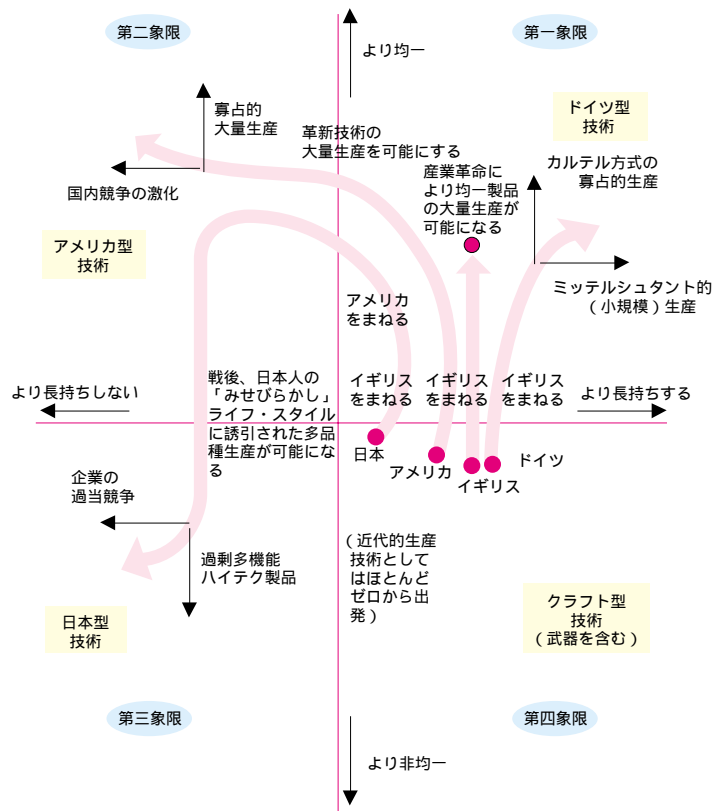 第二象限
第一象限
より均一
寡占的
大量生産
国内競争の激化
アメリカ型
技術
革新技術の
大量生産を可能にする
産業革命に
より均一製品
の大量生産が
可能になる
ドイツ型
技術
カルテル方式の
寡占的生産
ミッテルシュタント的
（小規模）生産
アメリカ
をまねる
より長持ちしない
戦後、日本人の
「みせびらかし」
ライフ・スタイル
に誘引された多品
種生産が可能にな
る
イギリス
をまねる
イギリス
をまねる
イギリス
をまねる
より長持ちする
日本
アメリカ
イギリス
ドイツ
企業の
過当競争
過剰多機能
ハイテク製品
日本型
技術
（近代的生産
技術として
はほとんど
ゼロから出
発）
クラフト型
技術
（武器を含む）
第三象限
第四象限
より非均一